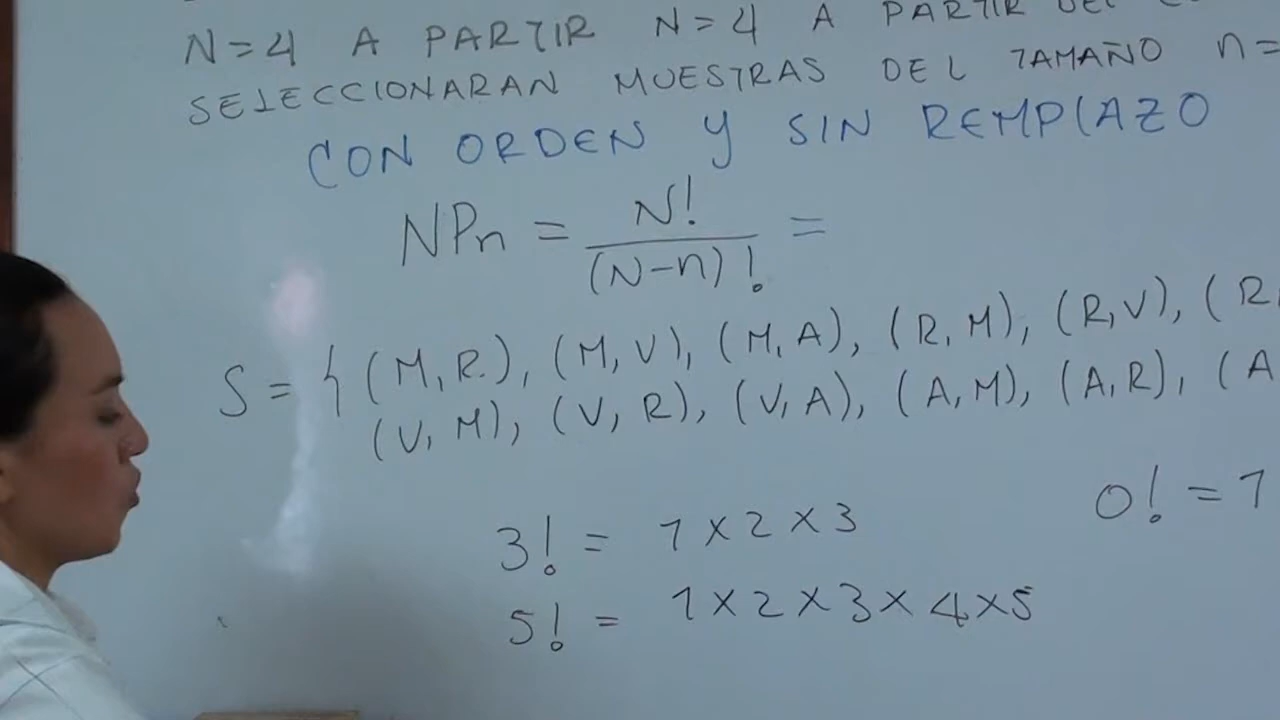 N=4 A PARTIR N=4 A PARTIR DEL
SELECCIONARAN MUESTRAS DEL TAMAÑO n=
CON ORDEN Y SIN REMPLAZO
NPn = N! / (N-n)! =
S = { (M, R), (M, V), (M, A), (R, M), (R, V), (R,
(V, M), (V, R), (V, A), (A, M), (A, R), (A
0! = 1
3! = 1 x 2 x 3
5! = 1 x 2 x 3 x 4 x 5